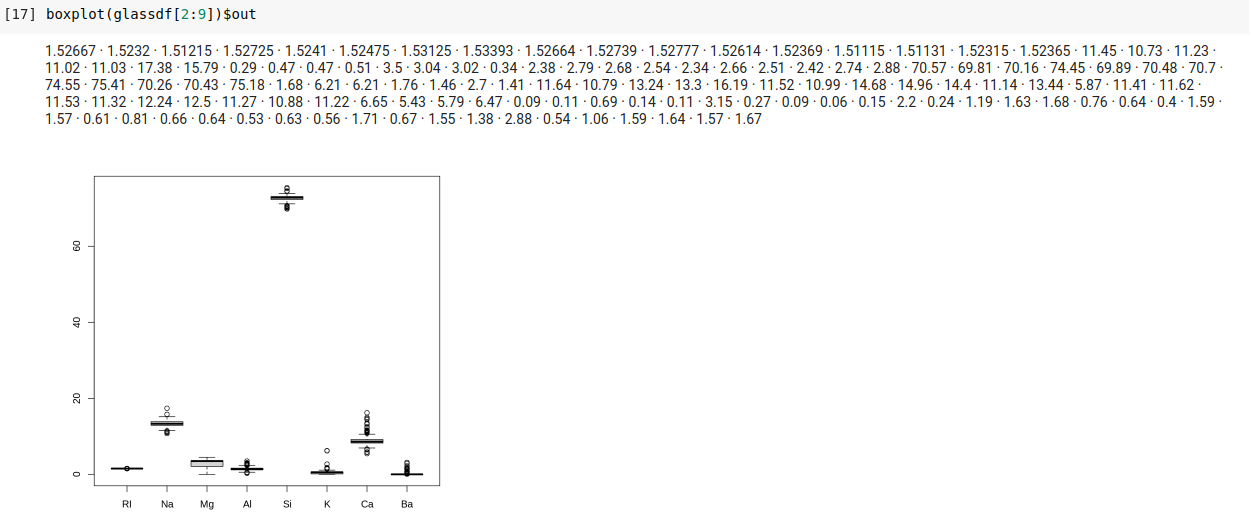 [17] boxplot(glassdf[2:9])$out
1.52667 · 1.5232 · 1.51215 · 1.52725 · 1.5241 · 1.52475 · 1.53125 · 1.53393 · 1.52664 · 1.52739 · 1.52777 · 1.52614 · 1.52369 · 1.51115 · 1.51131 · 1.52315 · 1.52365 · 11.45 · 10.73 · 11.23 ·
11.02 · 11.03 · 17.38 · 15.79 · 0.29 · 0.47 · 0.47 · 0.51 · 3.5 · 3.04 · 3.02 · 0.34 · 2.38 · 2.79 · 2.68 · 2.54 · 2.34 · 2.66 · 2.51 · 2.42 · 2.74 · 2.88 · 70.57 · 69.81 · 70.16 · 74.45 · 69.89 · 70.48 · 70.7 ·
74.55 · 75.41 · 70.26 · 70.43 · 75.18 · 1.68 · 6.21 · 6.21 · 1.76 · 1.46 · 2.7 · 1.41 · 11.64 · 10.79 · 13.24 · 13.3 · 16.19 · 11.52 · 10.99 · 14.68 · 14.96 · 14.4 · 11.14 · 13.44 · 5.87 · 11.41 · 11.62 ·
11.53 · 11.32 · 12.24 · 12.5 · 11.27 · 10.88 · 11.22 · 6.65 · 5.43 · 5.79 · 6.47 · 0.09 · 0.11 · 0.69 · 0.14 · 0.11 · 3.15 · 0.27 · 0.09 · 0.06 · 0.15 · 2.2 · 0.24 · 1.19 · 1.63 · 1.68 · 0.76 · 0.64 · 0.4 · 1.59 ·
1.57 · 0.61 · 0.81 · 0.66 · 0.64 · 0.53 · 0.63 · 0.56 · 1.71 · 0.67 · 1.55 · 1.38 · 2.88 · 0.54 · 1.06 · 1.59 · 1.64 · 1.57 · 1.67
60
40
20
0
RI Na Mg Al Si K Ca Ba